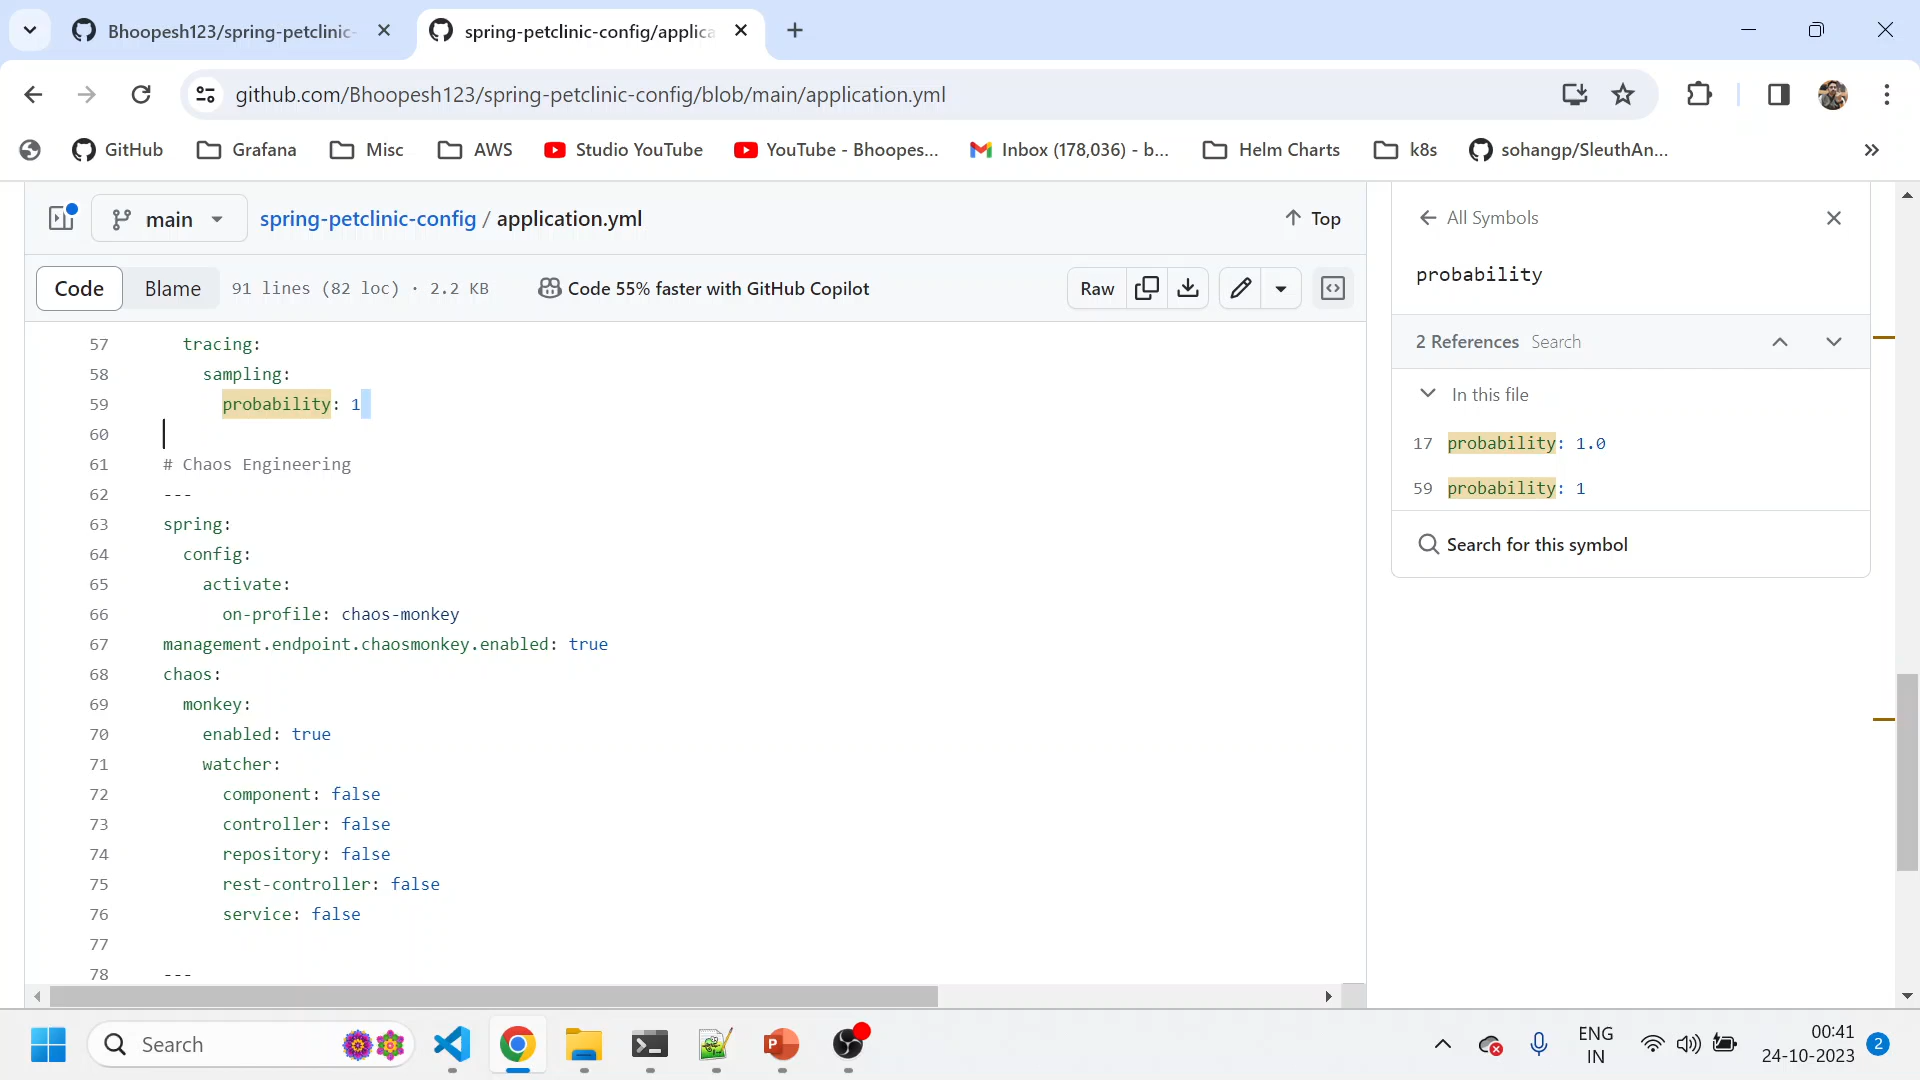 Bhoopesh123/spring-petclinic-
spring-petclinic-config/applica
github.com/Bhoopesh123/spring-petclinic-config/blob/main/application.yml
GitHub Grafana Misc AWS Studio YouTube YouTube - Bhoopes... Inbox (178,036) - b... Helm Charts k8s sohangp/SleuthAn...
main spring-petclinic-config / application.yml Top
Code Blame 91 lines (82 loc) · 2.2 KB Code 55% faster with GitHub Copilot Raw
57 tracing:
58 sampling:
59 probability: 1
60
61 # Chaos Engineering
62 ---
63 spring:
64 config:
65 activate:
66 on-profile: chaos-monkey
67 management.endpoint.chaosmonkey.enabled: true
68 chaos:
69 monkey:
70 enabled: true
71 watcher:
72 component: false
73 controller: false
74 repository: false
75 rest-controller: false
76 service: false
77
78 ---
All Symbols
probability
2 References Search
In this file
17 probability: 1.0
59 probability: 1
Search for this symbol
Search
P
ENG
IN
00:41
24-10-2023
2